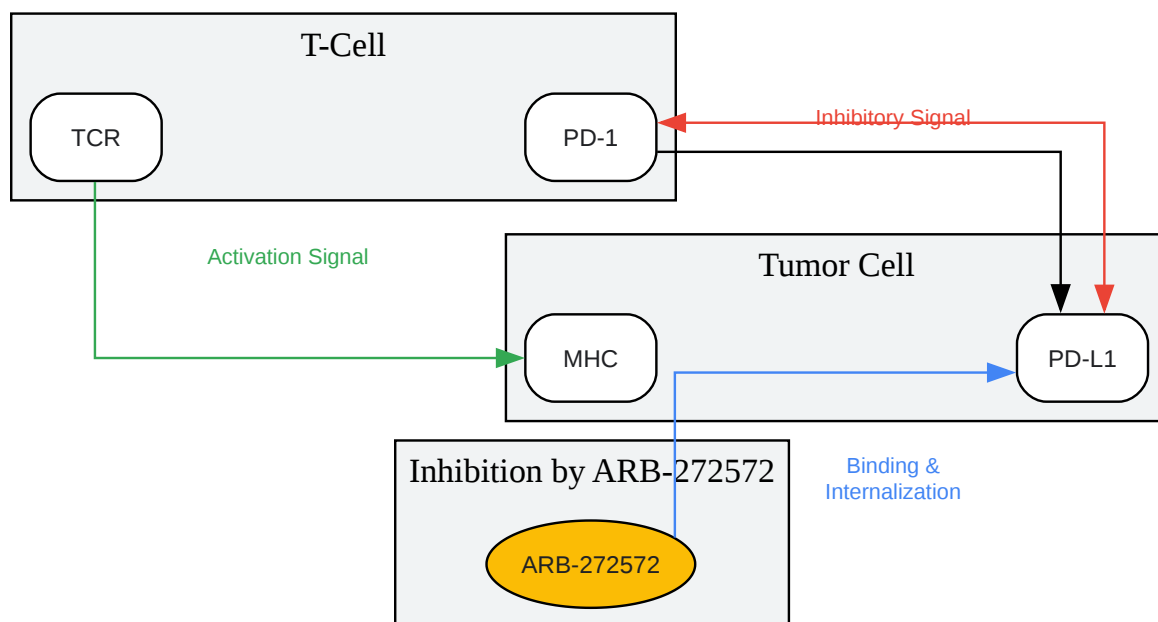 T-Cell
TCR
PD-1
Inhibitory Signal
Activation Signal
Tumor Cell
MHC
PD-L1
Inhibition by ARB-272572
Binding &
Internalization
ARB-272572